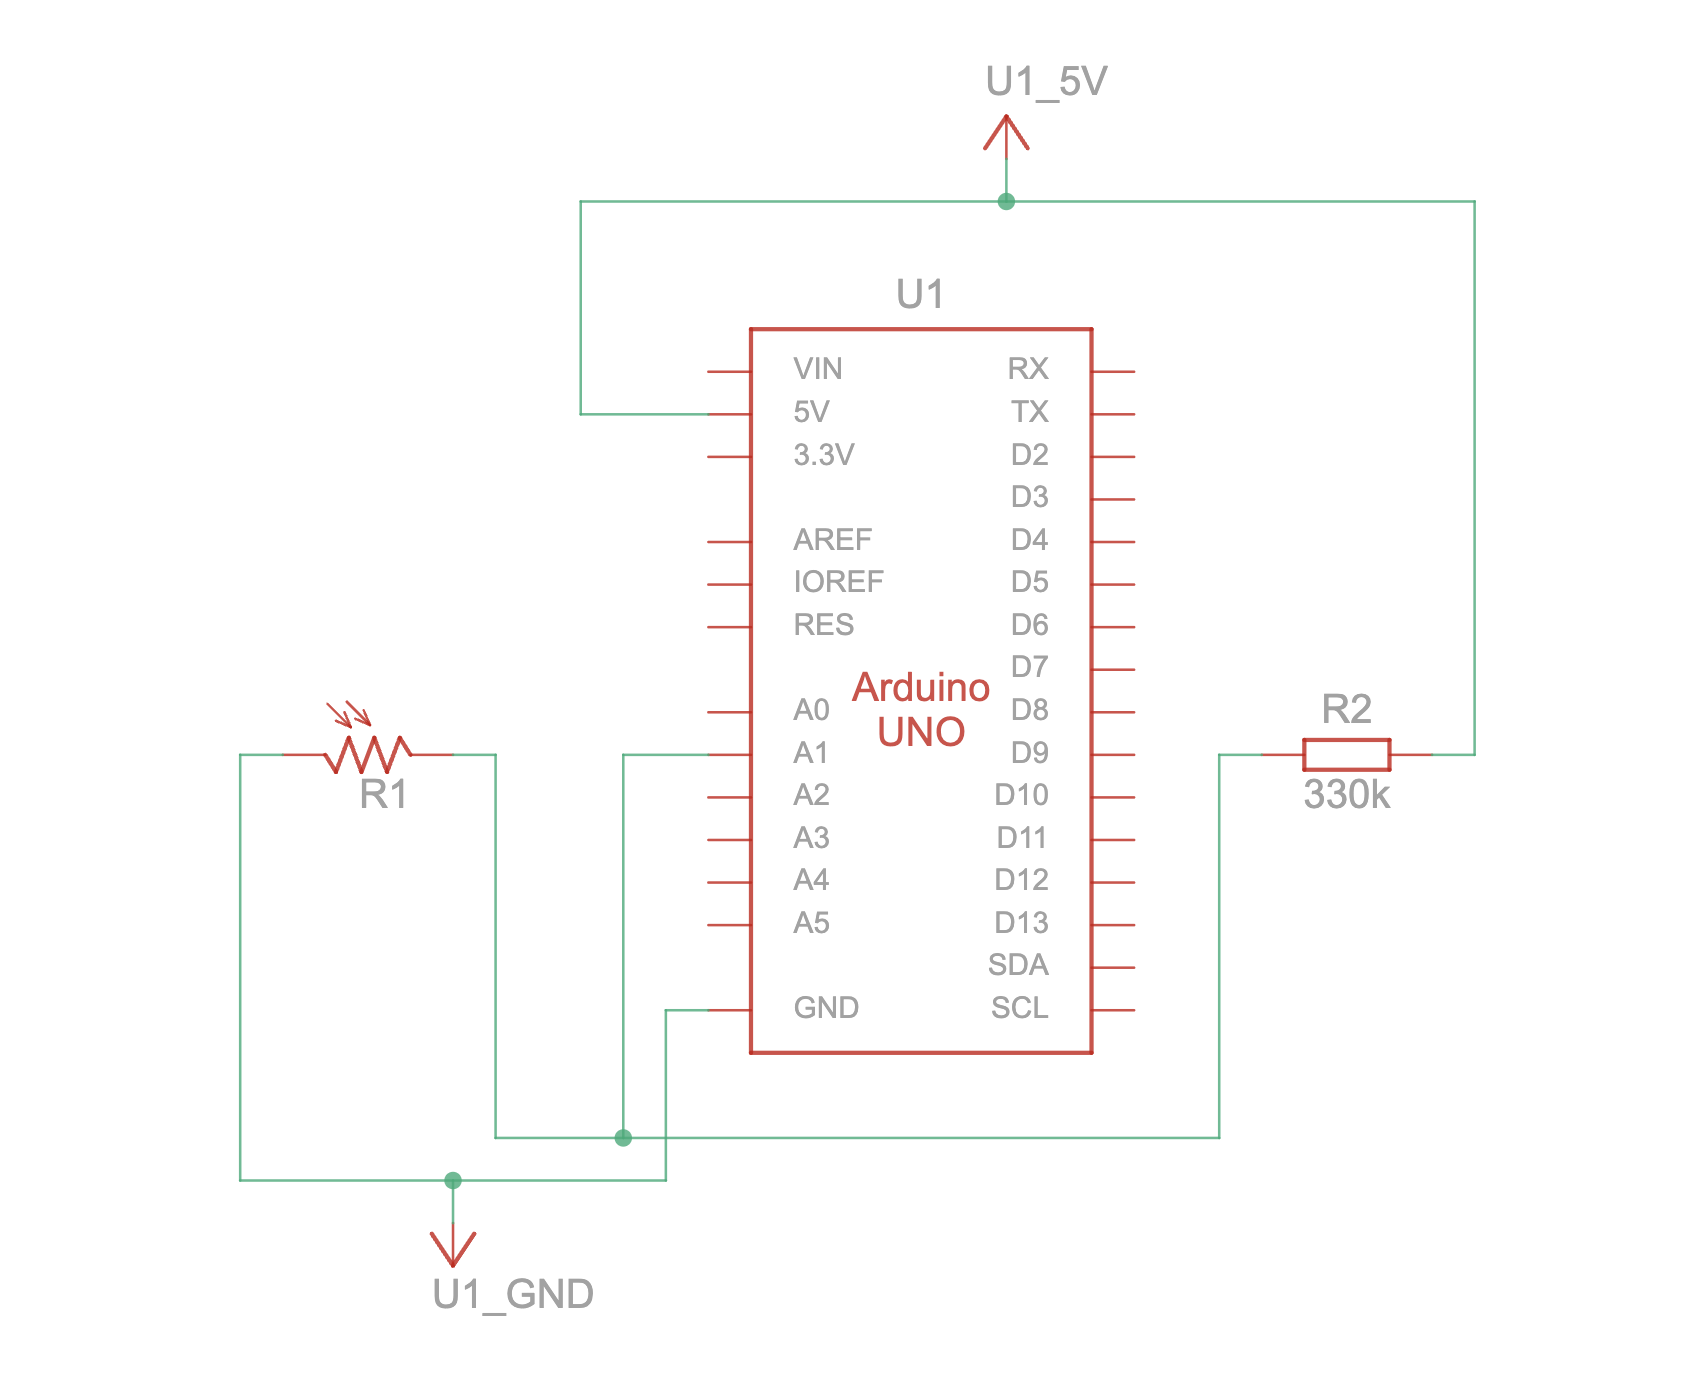 U1_5V
U1
VIN RX
5V TX
3.3V D2
D3
AREF D4
IOREF D5
RES D6
D7
Arduino
UNO
A0 D8
A1 D9
A2 D10
A3 D11
A4 D12
A5 D13
SDA
GND SCL
R1
R2
330k
U1_GND